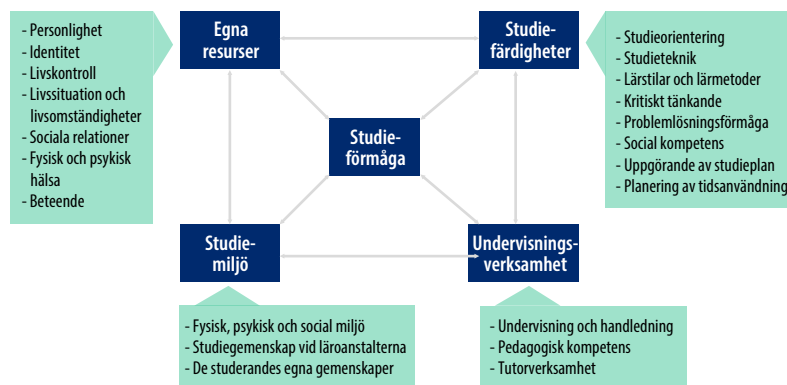 - Personlighet
- Identitet
- Livskontroll
- Livssituation och
livsomständigheter
- Sociala relationer
- Fysisk och psykisk
hälsa
- Beteende
Egna
resurser
Studie-
färdigheter
- Studieorientering
- Studieteknik
- Lärstilar och lärmetoder
- Kritiskt tänkande
- Problemlösningsförmåga
- Social kompetens
- Uppgörande av studieplan
- Planering av tidsanvändning
Studie-
förmåga
Studie-
miljö
Undervisnings-
verksamhet
- Fysisk, psykisk och social miljö
- Studiegemenskap vid läroanstalterna
- De studerandes egna gemenskaper
- Undervisning och handledning
- Pedagogisk kompetens
- Tutorverksamhet